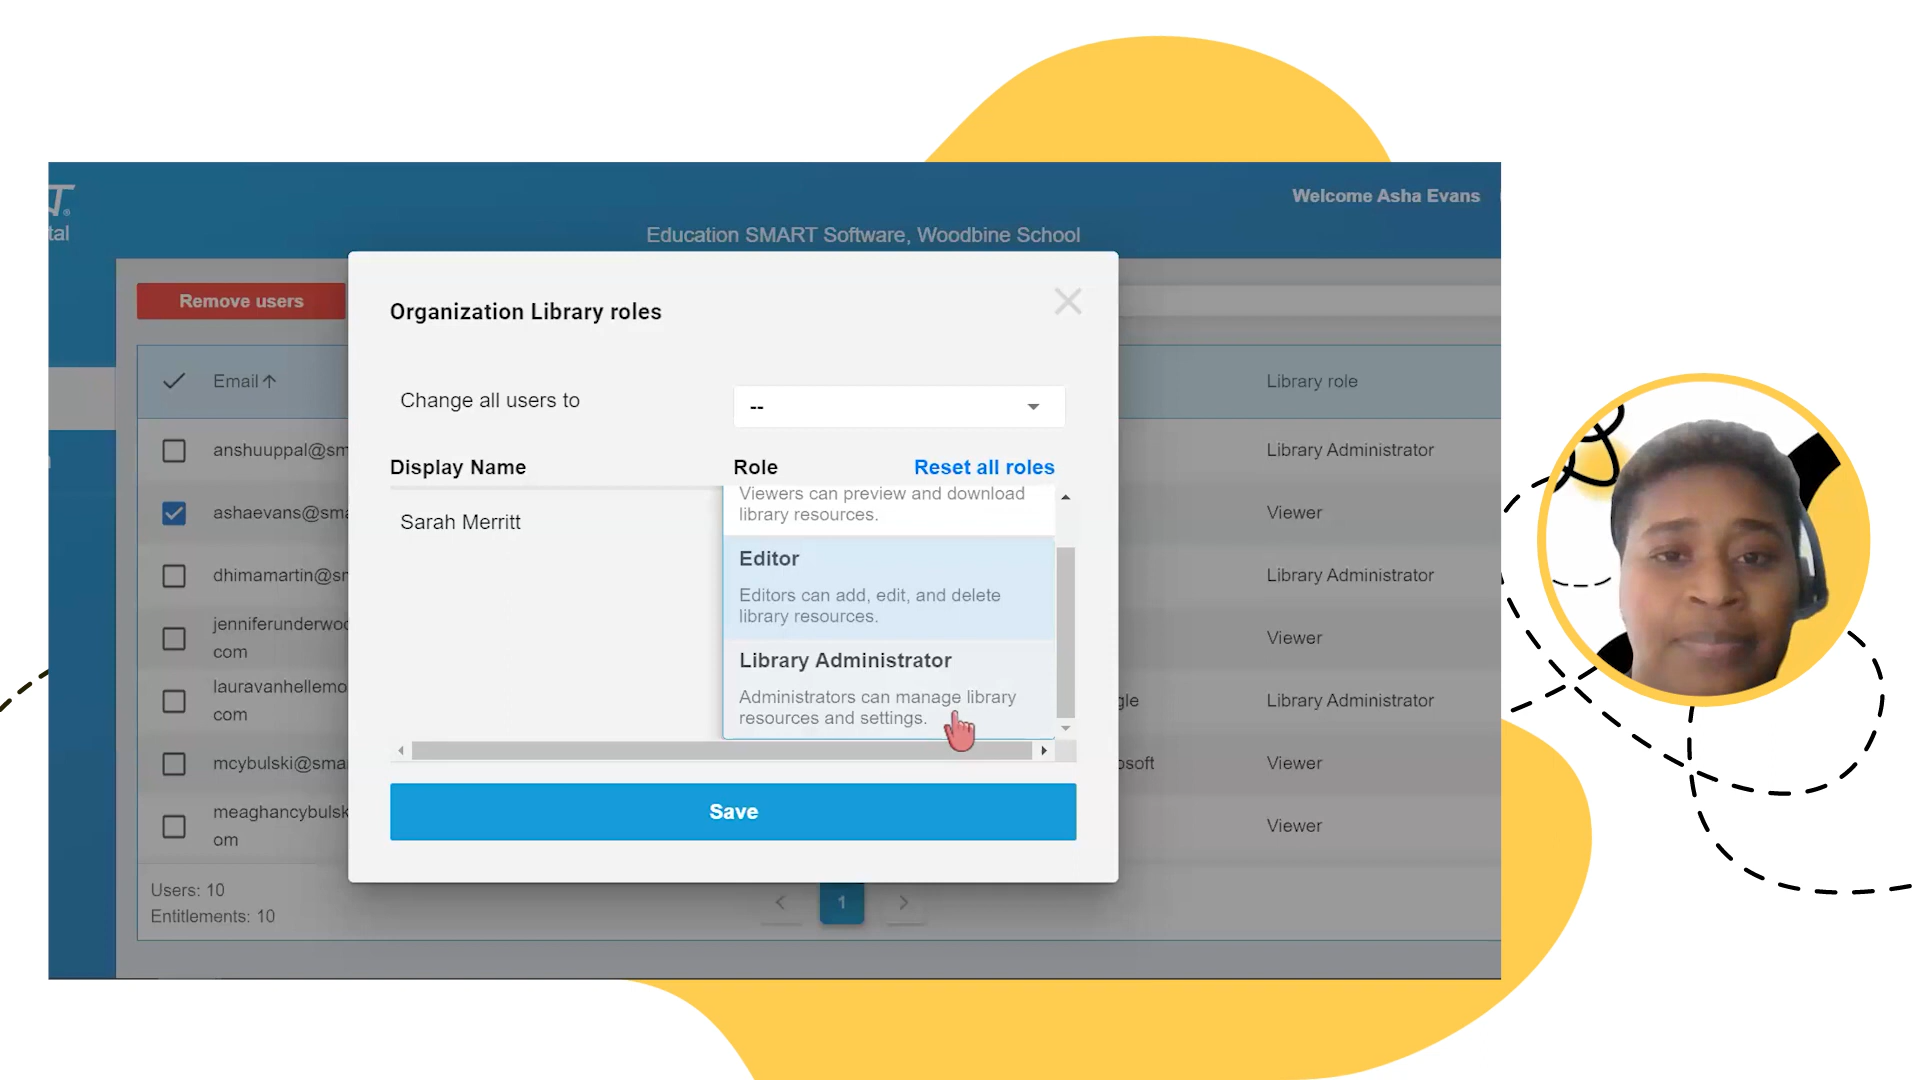 Welcome Asha Evans
tal
Education SMART Software, Woodbine School
Remove users
Organization Library roles
Email
Library role
Change all users to
--
anshuuppal@sm
Library Administrator
Display Name
Role
Reset all roles
Viewers can preview and download
library resources.
ashaevans@sma
Sarah Merritt
Viewer
Editor
dhimamartin@sm
Library Administrator
Editors can add, edit, and delete
library resources.
jenniferunderwoo
com
Viewer
Library Administrator
lauravanhellemo
com
Administrators can manage library
resources and settings.
gle
Library Administrator
mcybulski@sma
osoft
Viewer
meaghancybulsk
om
Save
Viewer
Users: 10
Entitlements: 10
1